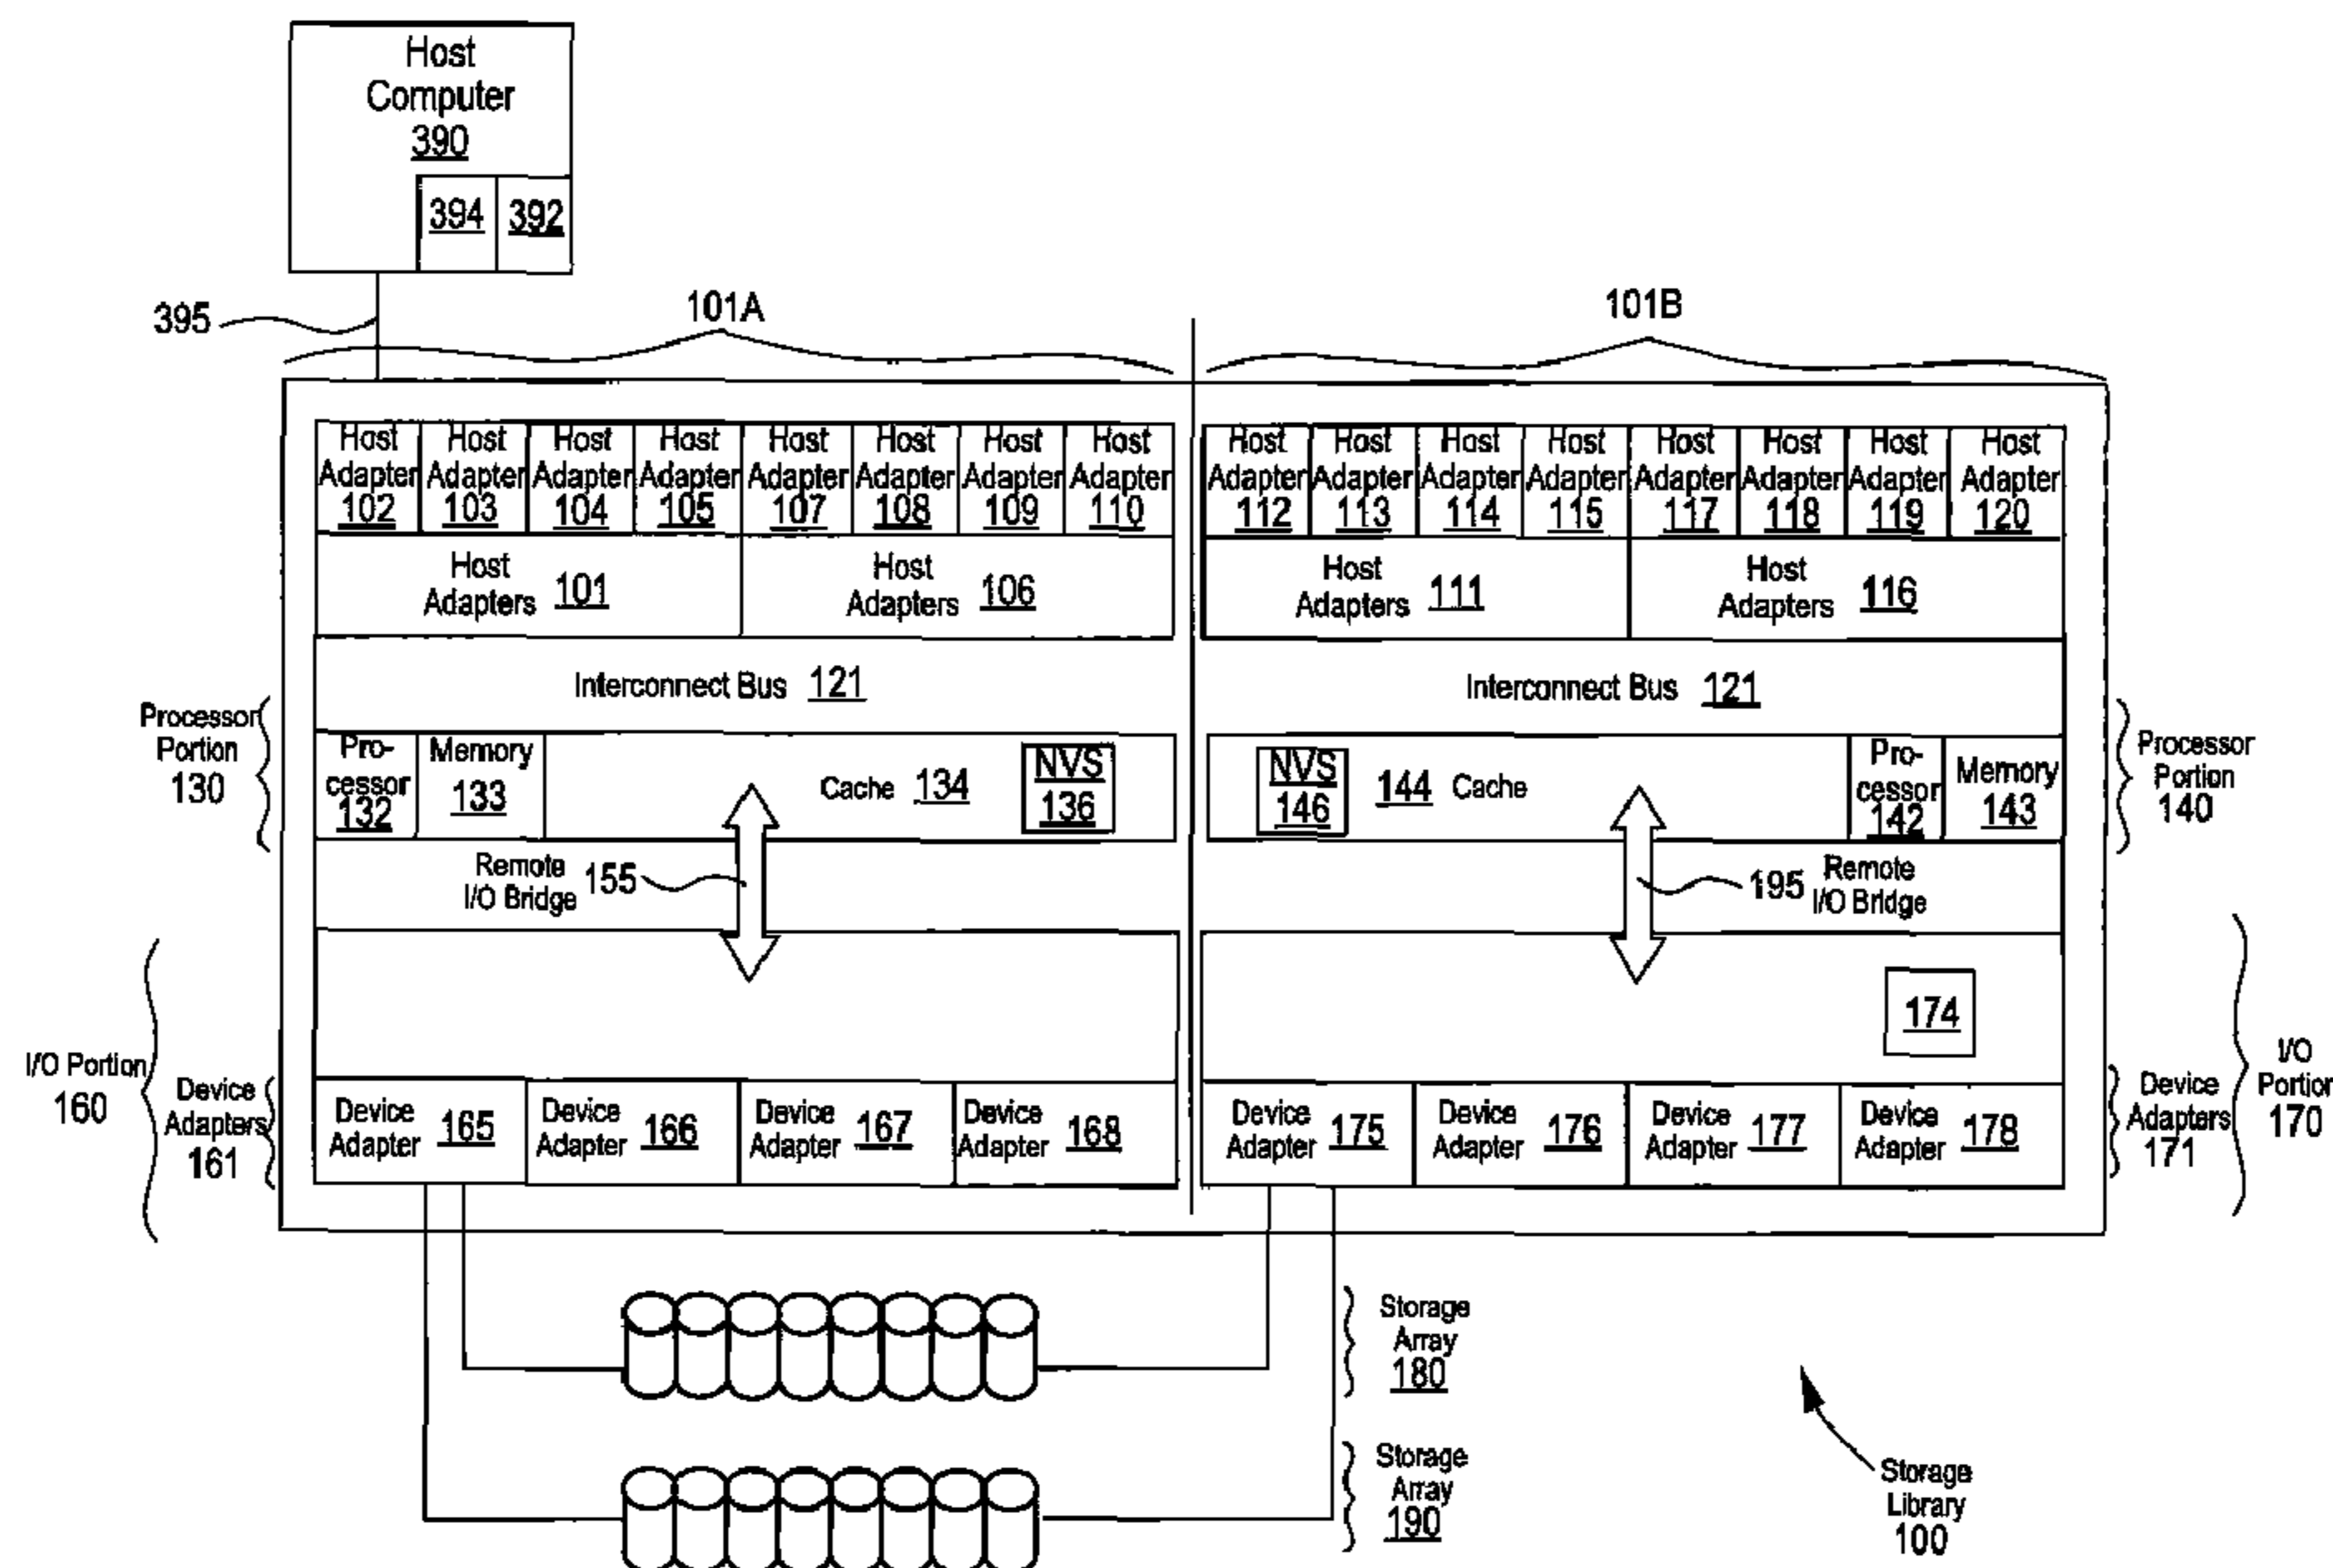 Host
Computer
390
394 392
395
101A
101B
Host Adapter 102
Host Adapter 103
Host Adapter 104
Host Adapter 105
Host Adapter 107
Host Adapter 108
Host Adapter 109
Host Adapter 110
Host Adapter 112
Host Adapter 113
Host Adapter 114
Host Adapter 115
Host Adapter 117
Host Adapter 118
Host Adapter 119
Host Adapter 120
Host Adapters 101
Host Adapters 106
Host Adapters 111
Host Adapters 116
Interconnect Bus 121
Interconnect Bus 121
Processor Portion 130
Pro-
cessor
132
Memory 133
Cache 134
NVS 136
NVS 146
144 Cache
Pro-
cessor
142
Memory 143
Processor Portion 140
Remote I/O Bridge 155
195 Remote I/O Bridge
174
I/O Portion 160
Device Adapters 161
Device Adapter 165
Device Adapter 166
Device Adapter 167
Device Adapter 168
Device Adapter 175
Device Adapter 176
Device Adapter 177
Device Adapter 178
Device Adapters 171
I/O Portion 170
Storage Array 180
Storage Array 190
Storage Library 100